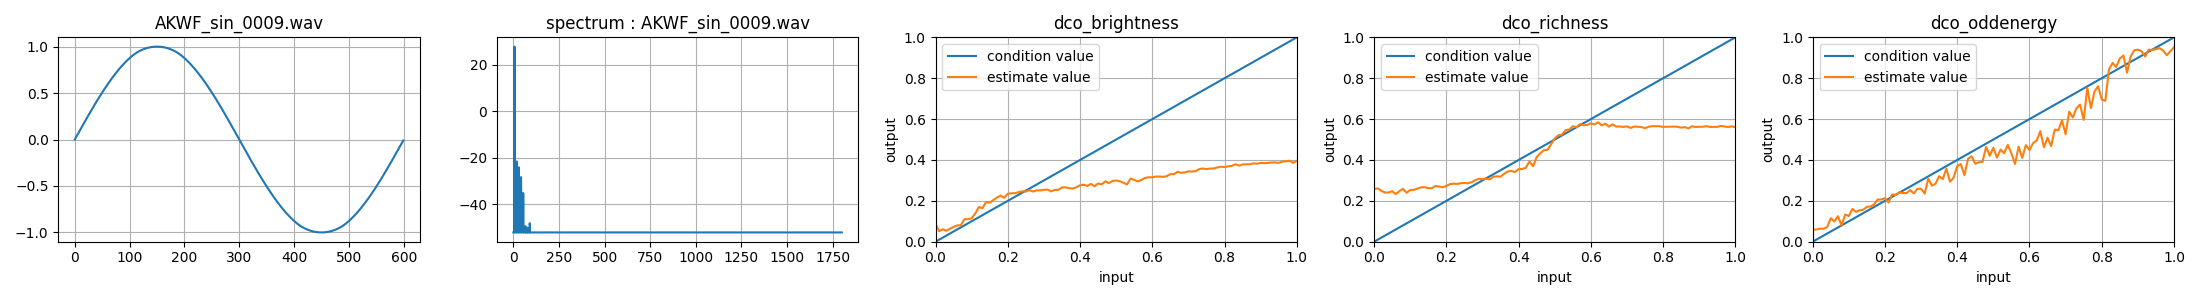 AKWF_sin_0009.wav
1.0
0.5
0.0
−0.5
−1.0
0 100 200 300 400 500 600
spectrum : AKWF_sin_0009.wav
20
0
−20
−40
0 250 500 750 1000 1250 1500 1750
dco_brightness
condition value
estimate value
output
1.0
0.8
0.6
0.4
0.2
0.0
0.0 0.2 0.4 0.6 0.8 1.0
input
dco_richness
condition value
estimate value
output
1.0
0.8
0.6
0.4
0.2
0.0
0.0 0.2 0.4 0.6 0.8 1.0
input
dco_oddenergy
condition value
estimate value
output
1.0
0.8
0.6
0.4
0.2
0.0
0.0 0.2 0.4 0.6 0.8 1.0
input